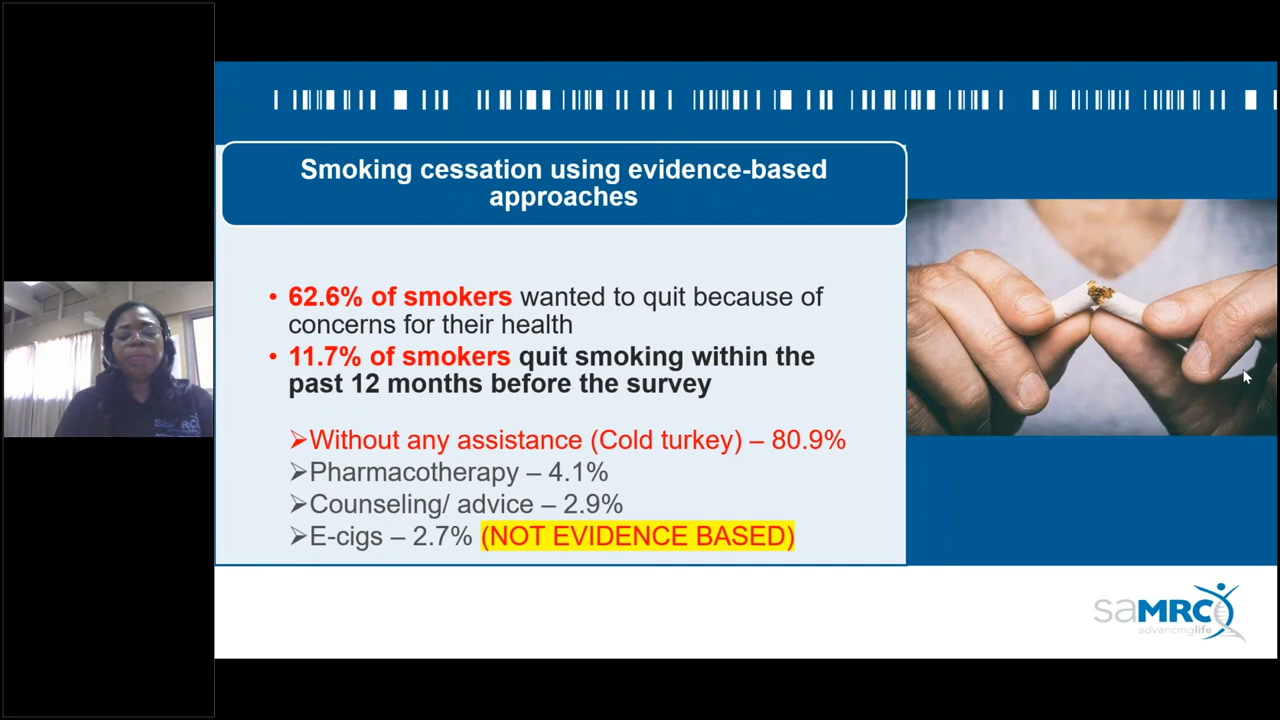 Smoking cessation using evidence-based
approaches
• 62.6% of smokers wanted to quit because of
concerns for their health
• 11.7% of smokers quit smoking within the
past 12 months before the survey
➢Without any assistance (Cold turkey) – 80.9%
➢Pharmacotherapy – 4.1%
➢Counseling/ advice – 2.9%
➢E-cigs – 2.7% (NOT EVIDENCE BASED)
saMRC
advancinglife